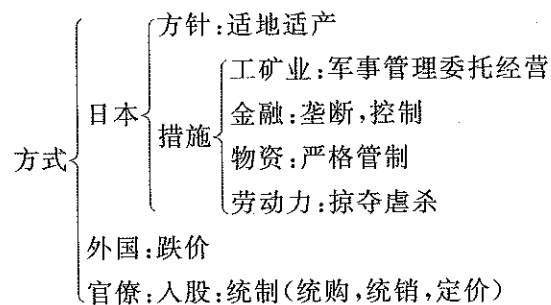 方式
日本
方针:适地适产
措施
工矿业:军事管理委托经营
金融:垄断,控制
物资:严格管制
劳动力:掠夺虐杀
外国:跌价
官僚:入股:统制(统购,统销,定价)